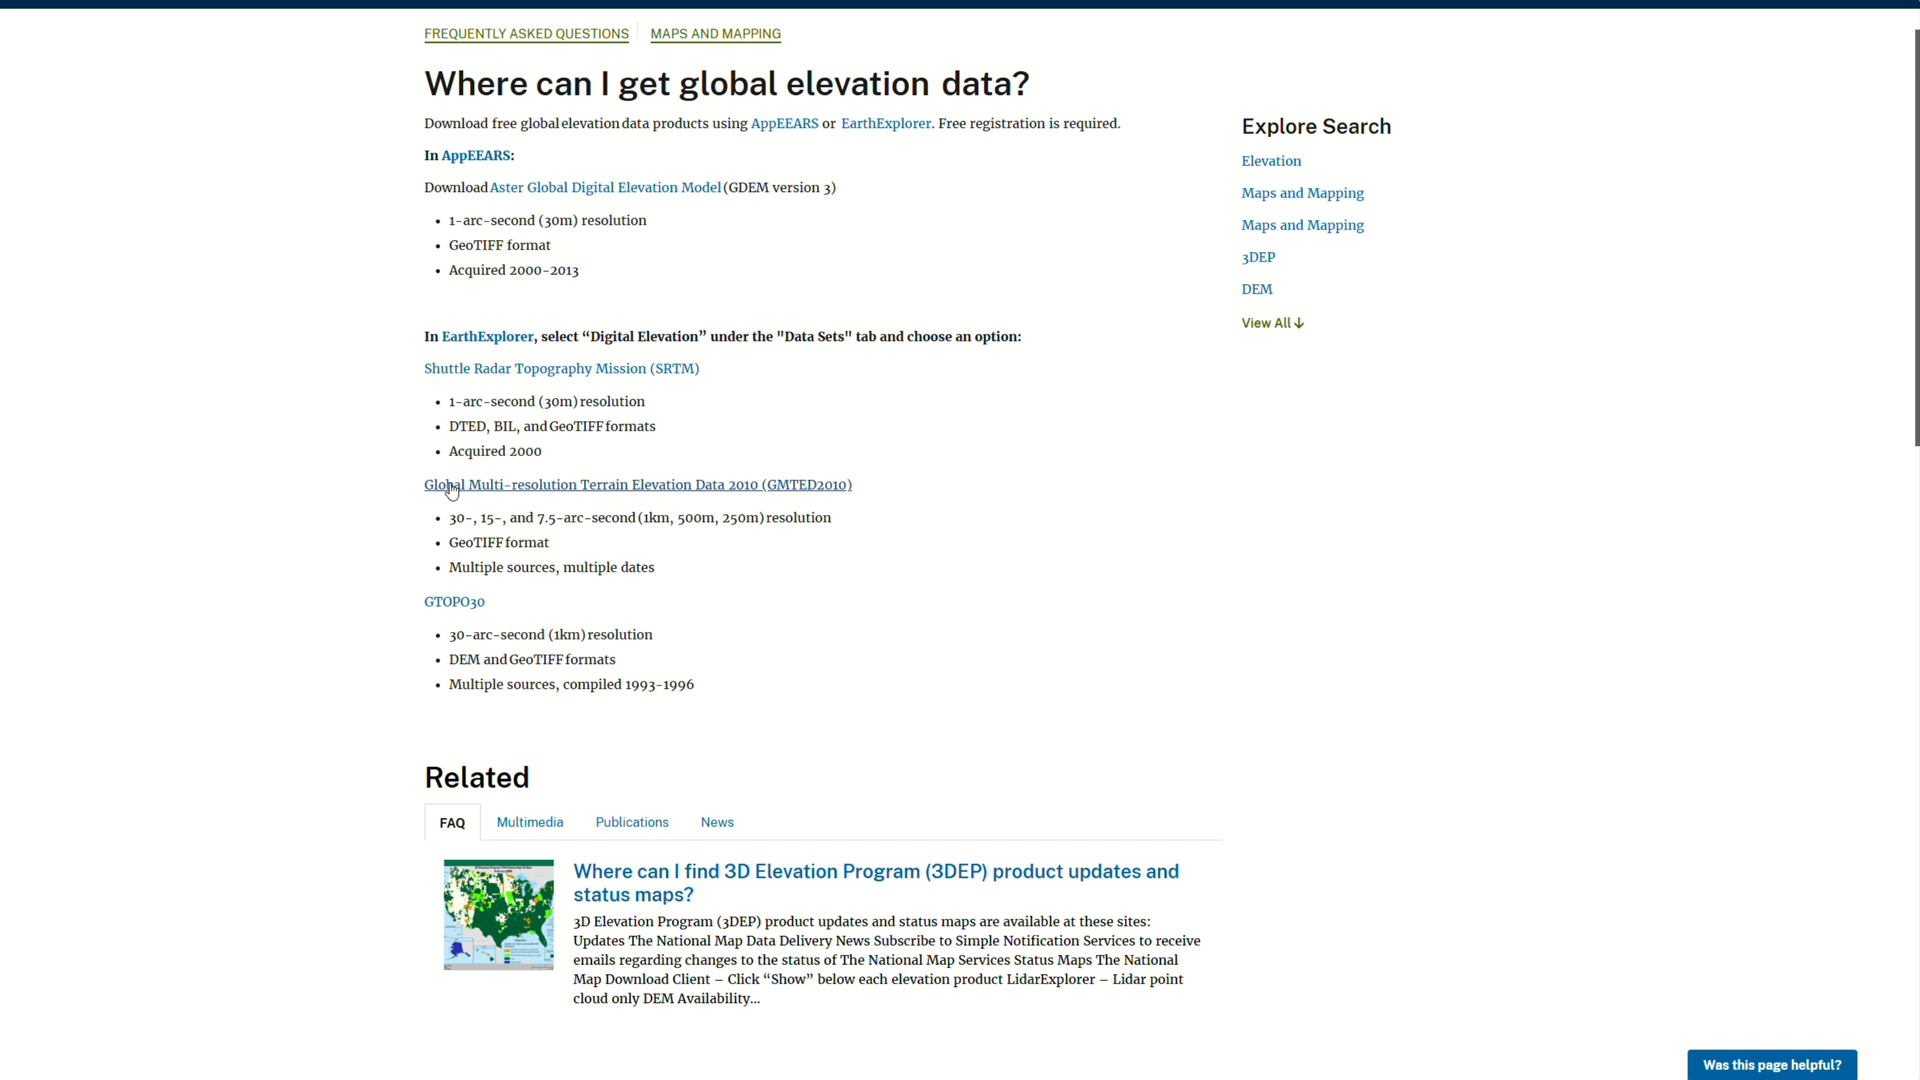 FREQUENTLY ASKED QUESTIONS
MAPS AND MAPPING
Where can I get global elevation data?
Download free global elevation data products using AppEEARS or EarthExplorer. Free registration is required.
In AppEEARS:
Download Aster Global Digital Elevation Model (GDEM version 3)
• 1-arc-second (30m) resolution
• GeoTIFF format
• Acquired 2000-2013
In EarthExplorer, select “Digital Elevation” under the "Data Sets" tab and choose an option:
Shuttle Radar Topography Mission (SRTM)
• 1-arc-second (30m) resolution
• DTED, BIL, and GeoTIFF formats
• Acquired 2000
Global Multi-resolution Terrain Elevation Data 2010 (GMTED2010)
• 30-, 15-, and 7.5-arc-second (1km, 500m, 250m) resolution
• GeoTIFF format
• Multiple sources, multiple dates
GTOPO30
• 30-arc-second (1km) resolution
• DEM and GeoTIFF formats
• Multiple sources, compiled 1993-1996
Explore Search
Elevation
Maps and Mapping
Maps and Mapping
3DEP
DEM
View All
Related
FAQ
Multimedia
Publications
News
Where can I find 3D Elevation Program (3DEP) product updates and
status maps?
3D Elevation Program (3DEP) product updates and status maps are available at these sites:
Updates The National Map Data Delivery News Subscribe to Simple Notification Services to receive
emails regarding changes to the status of The National Map Services Status Maps The National
Map Download Client – Click “Show” below each elevation product LidarExplorer – Lidar point
cloud only DEM Availability...
Was this page helpful?